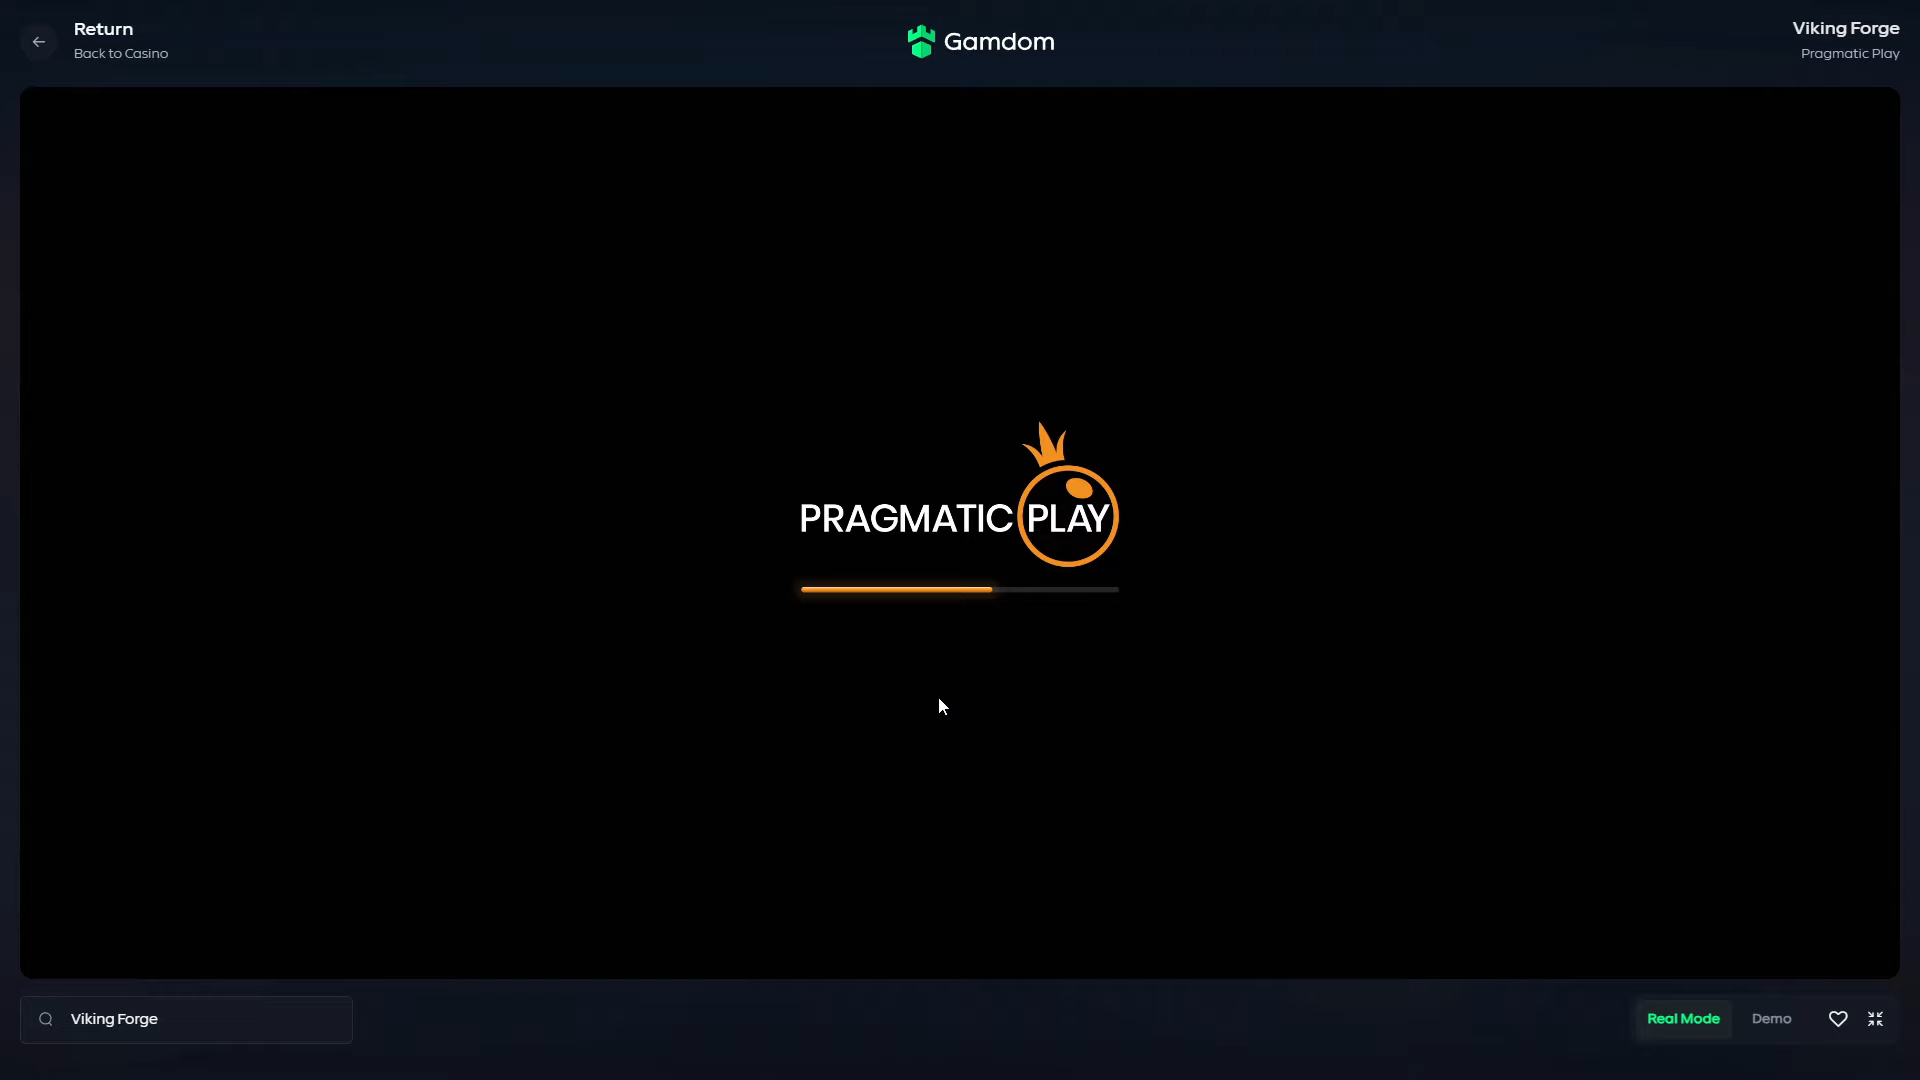 Return
Back to Casino
Gamdom
Viking Forge
Pragmatic Play
PRAGMATIC PLAY
Viking Forge
Real Mode
Demo